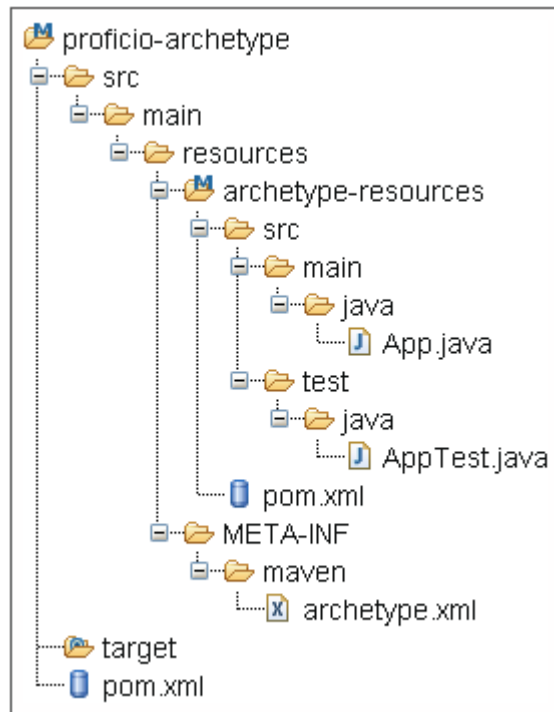 proficio-archetype
src
main
resources
archetype-resources
src
main
java
App.java
test
java
AppTest.java
pom.xml
META-INF
maven
archetype.xml
target
pom.xml